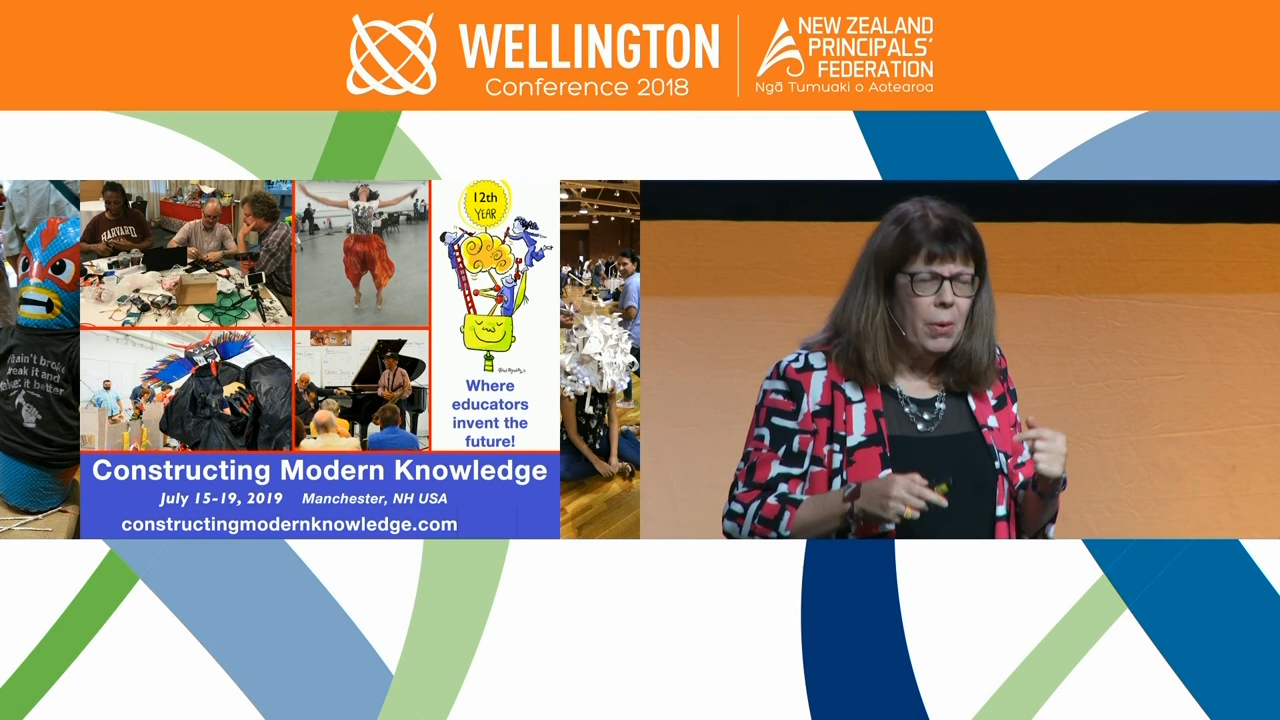 WELLINGTON
Conference 2018
NEW ZEALAND
PRINCIPALS'
FEDERATION
Ngā Tumuaki o Aotearoa
12th
YEAR
HARVARD
Where
educators
invent the
future!
Constructing Modern Knowledge
July 15-19, 2019 Manchester, NH USA
constructingmodernknowledge.com